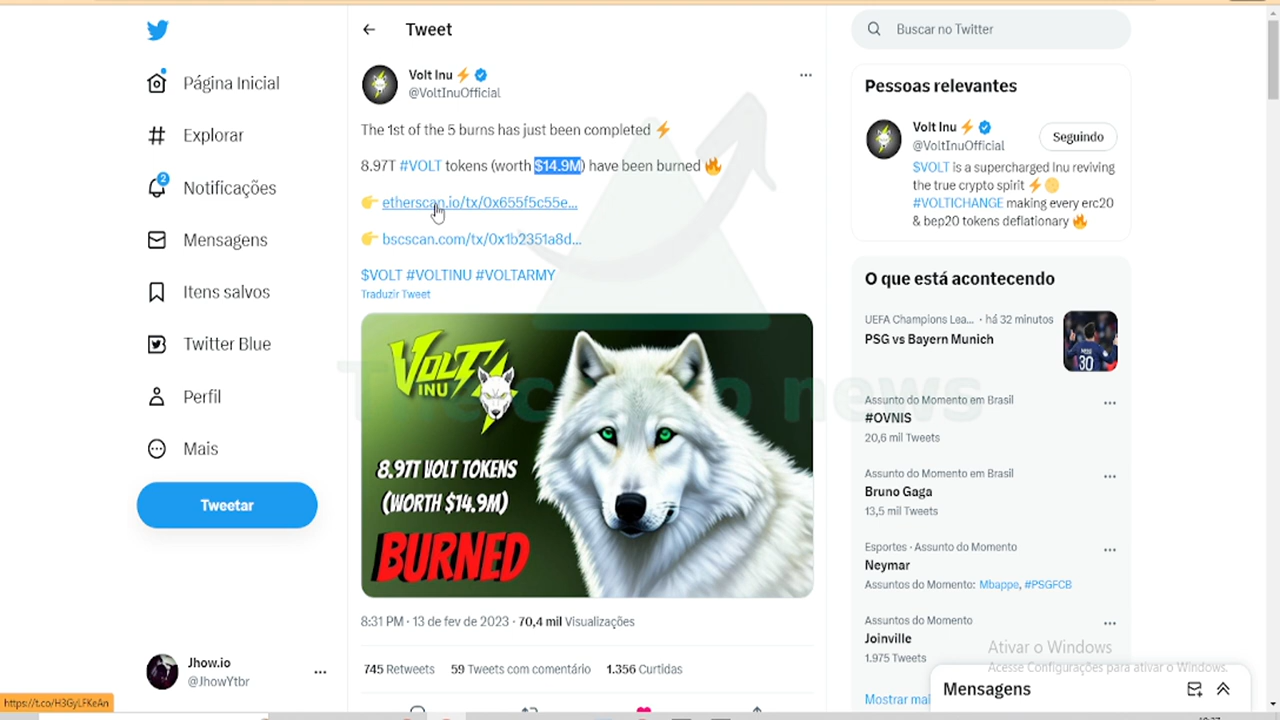 Página Inicial
Explorar
2
Notificações
Mensagens
Itens salvos
Twitter Blue
Perfil
Mais
Tweetar
Jhow.io
@JhowYtbr
https://t.co/H3GyLFKeAn
Tweet
Volt Inu
@VoltInuOfficial
The 1st of the 5 burns has just been completed
8.97T #VOLT tokens (worth $14.9M) have been burned
etherscan.io/tx/0x655f5c55e...
bscscan.com/tx/0x1b2351a8d...
$VOLT #VOLTINU #VOLTARMY
Traduzir Tweet
VOLT
INU
8.97T VOLT TOKENS
(WORTH $14.9M)
BURNED
8:31 PM · 13 de fev de 2023 · 70,4 mil Visualizações
745 Retweets 59 Tweets com comentário 1.356 Curtidas
Buscar no Twitter
Pessoas relevantes
Volt Inu
@VoltInuOfficial
Seguindo
$VOLT is a supercharged Inu reviving
the true crypto spirit
#VOLTICHANGE making every erc20
& bep20 tokens deflationary
O que está acontecendo
UEFA Champions Lea... · há 32 minutos
PSG vs Bayern Munich
30
Assunto do Momento em Brasil
#OVNIS
20,6 mil Tweets
Assunto do Momento em Brasil
Bruno Gaga
13,5 mil Tweets
Esportes · Assunto do Momento
Neymar
Assuntos do Momento: Mbappe, #PSGFCB
Assuntos do Momento
Joinville
1.975 Tweets
Ativar o Windows
Acesse Configurações para ativar o Windows.
Mostrar mai
Mensagens
news